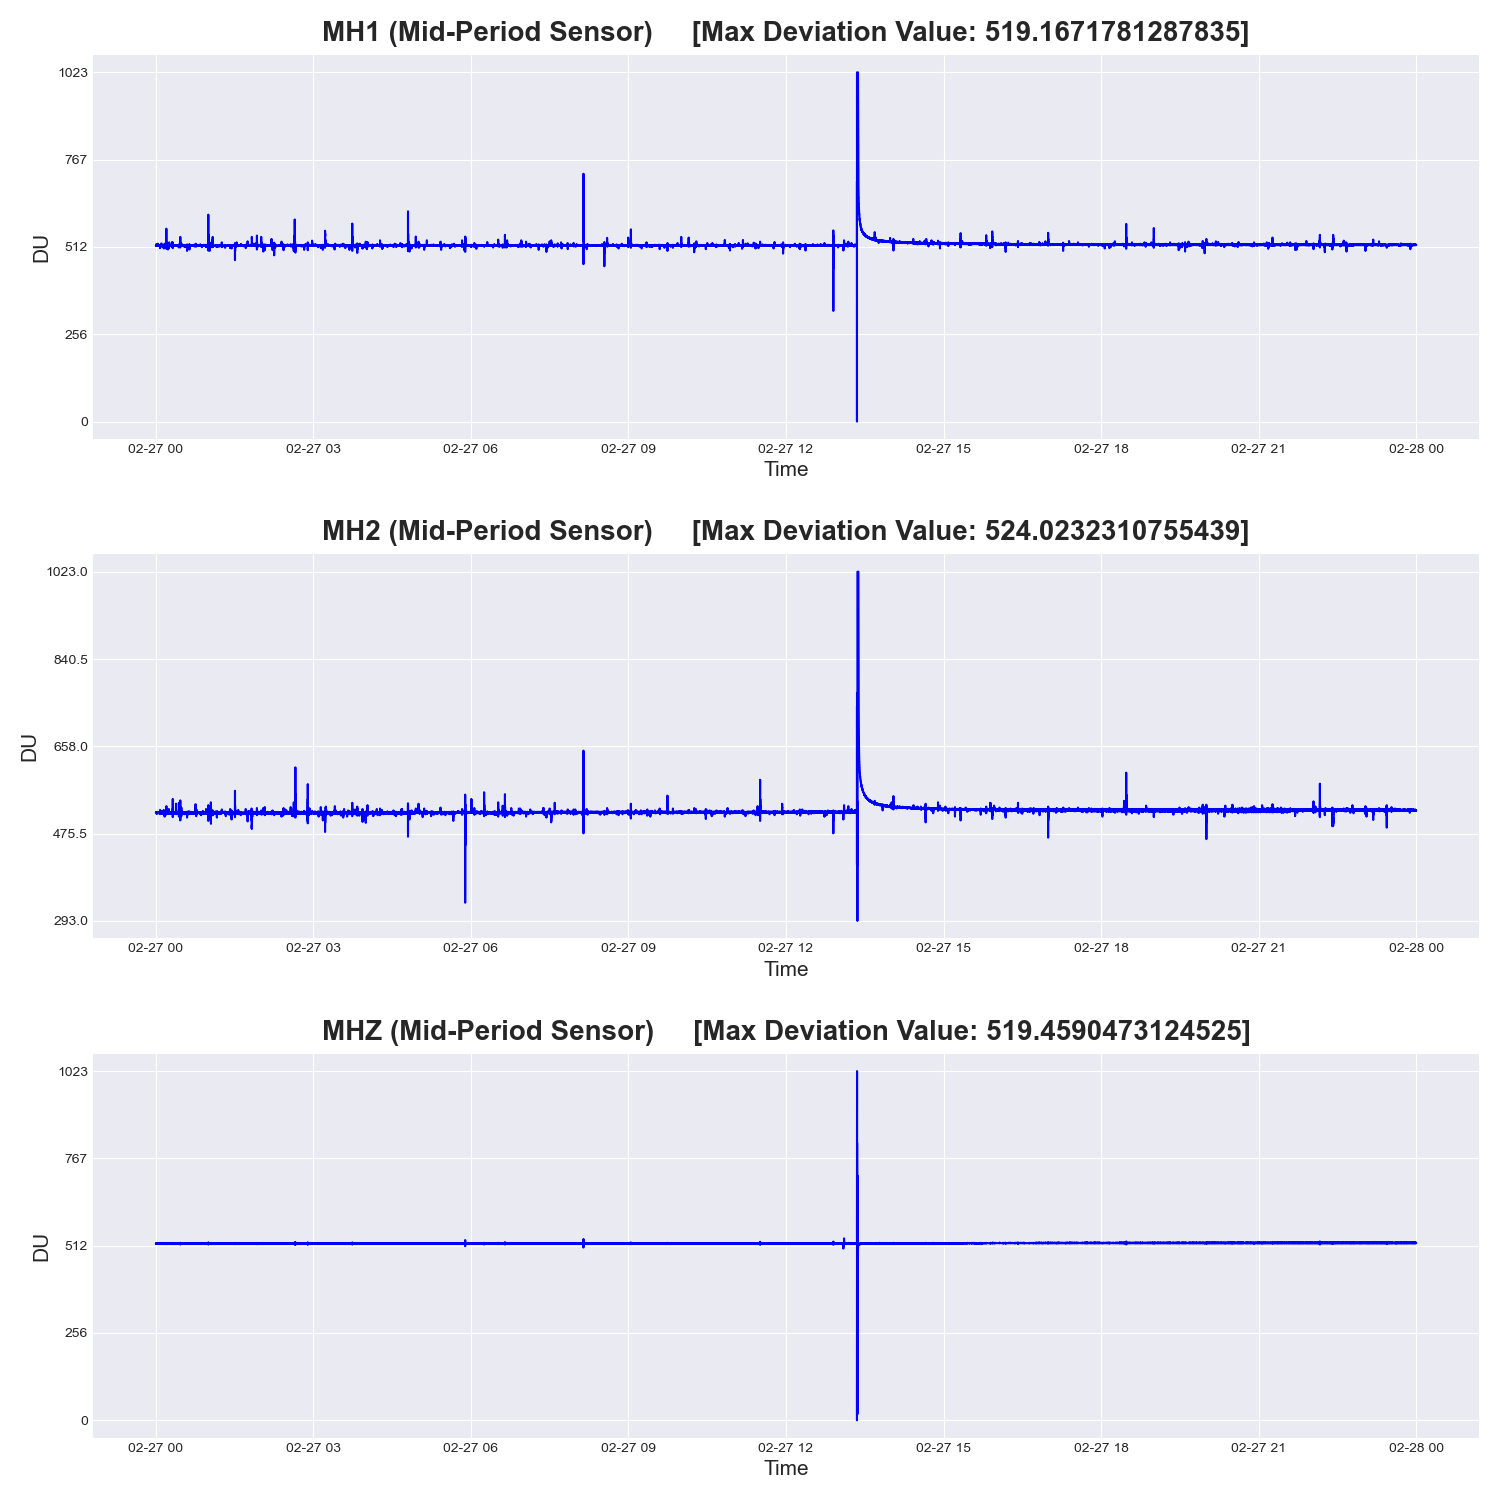 MH1 (Mid-Period Sensor) [Max Deviation Value: 519.1671781287835]
1023
767
512
256
0
DU
02-27 00 02-27 03 02-27 06 02-27 09 02-27 12 02-27 15 02-27 18 02-27 21 02-28 00
Time
MH2 (Mid-Period Sensor) [Max Deviation Value: 524.0232310755439]
1023.0
840.5
658.0
475.5
293.0
DU
02-27 00 02-27 03 02-27 06 02-27 09 02-27 12 02-27 15 02-27 18 02-27 21 02-28 00
Time
MHZ (Mid-Period Sensor) [Max Deviation Value: 519.4590473124525]
1023
767
512
256
0
DU
02-27 00 02-27 03 02-27 06 02-27 09 02-27 12 02-27 15 02-27 18 02-27 21 02-28 00
Time